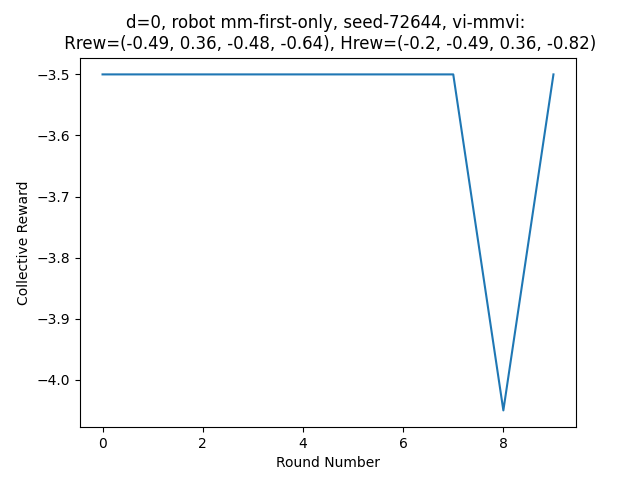 d=0, robot mm-first-only, seed-72644, vi-mmvi:
Rrew=(-0.49, 0.36, -0.48, -0.64), Hrew=(-0.2, -0.49, 0.36, -0.82)
−3.5
−3.6
−3.7
−3.8
−3.9
−4.0
Collective Reward
0 2 4 6 8
Round Number